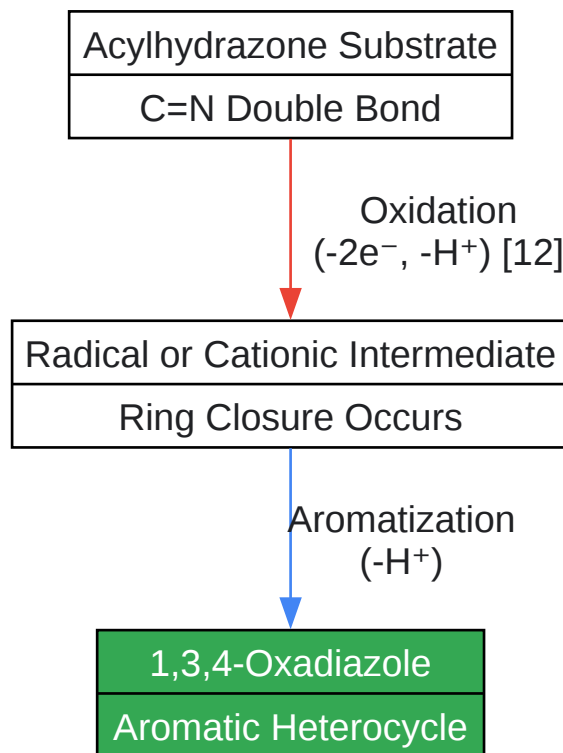 Acylhydrazone Substrate
C=N Double Bond
Oxidation
(-2e⁻, -H⁺) [12]
Radical or Cationic Intermediate
Ring Closure Occurs
Aromatization
(-H⁺)
1,3,4-Oxadiazole
Aromatic Heterocycle